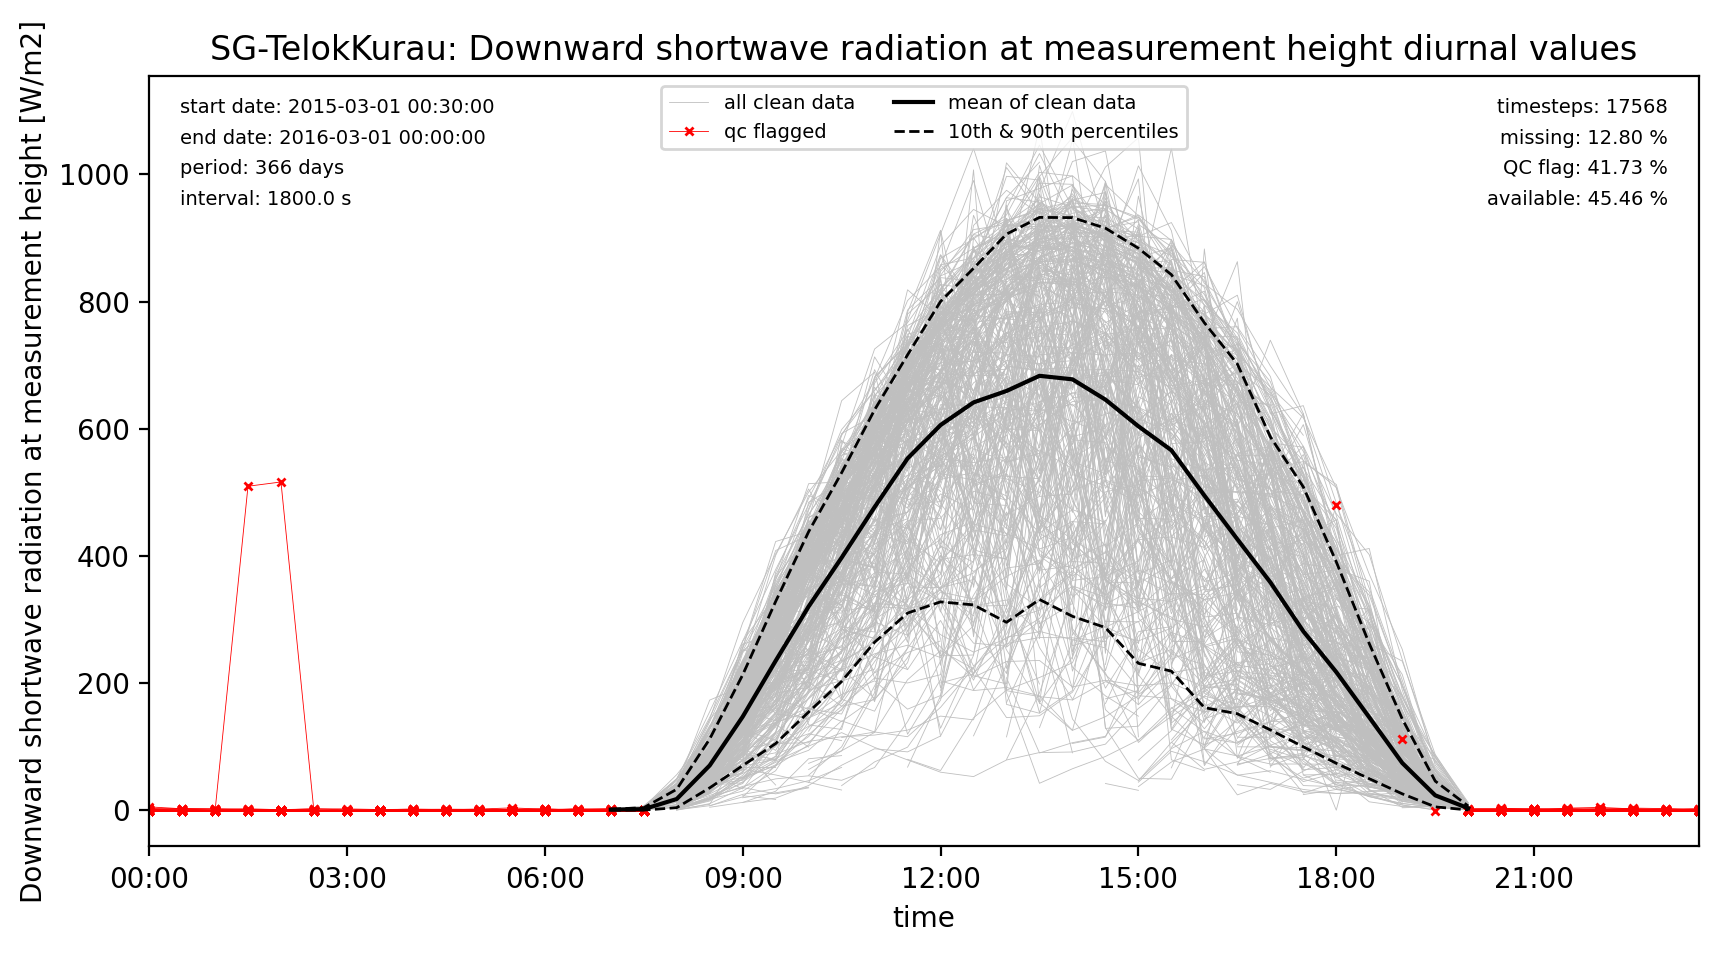 SG-TelokKurau: Downward shortwave radiation at measurement height diurnal values
Downward shortwave radiation at measurement height [W/m2]
start date: 2015-03-01 00:30:00
end date: 2016-03-01 00:00:00
period: 366 days
interval: 1800.0 s
all clean data
qc flagged
mean of clean data
10th & 90th percentiles
timesteps: 17568
missing: 12.80 %
QC flag: 41.73 %
available: 45.46 %
1000
800
600
400
200
0
00:00
03:00
06:00
09:00
12:00
15:00
18:00
21:00
time